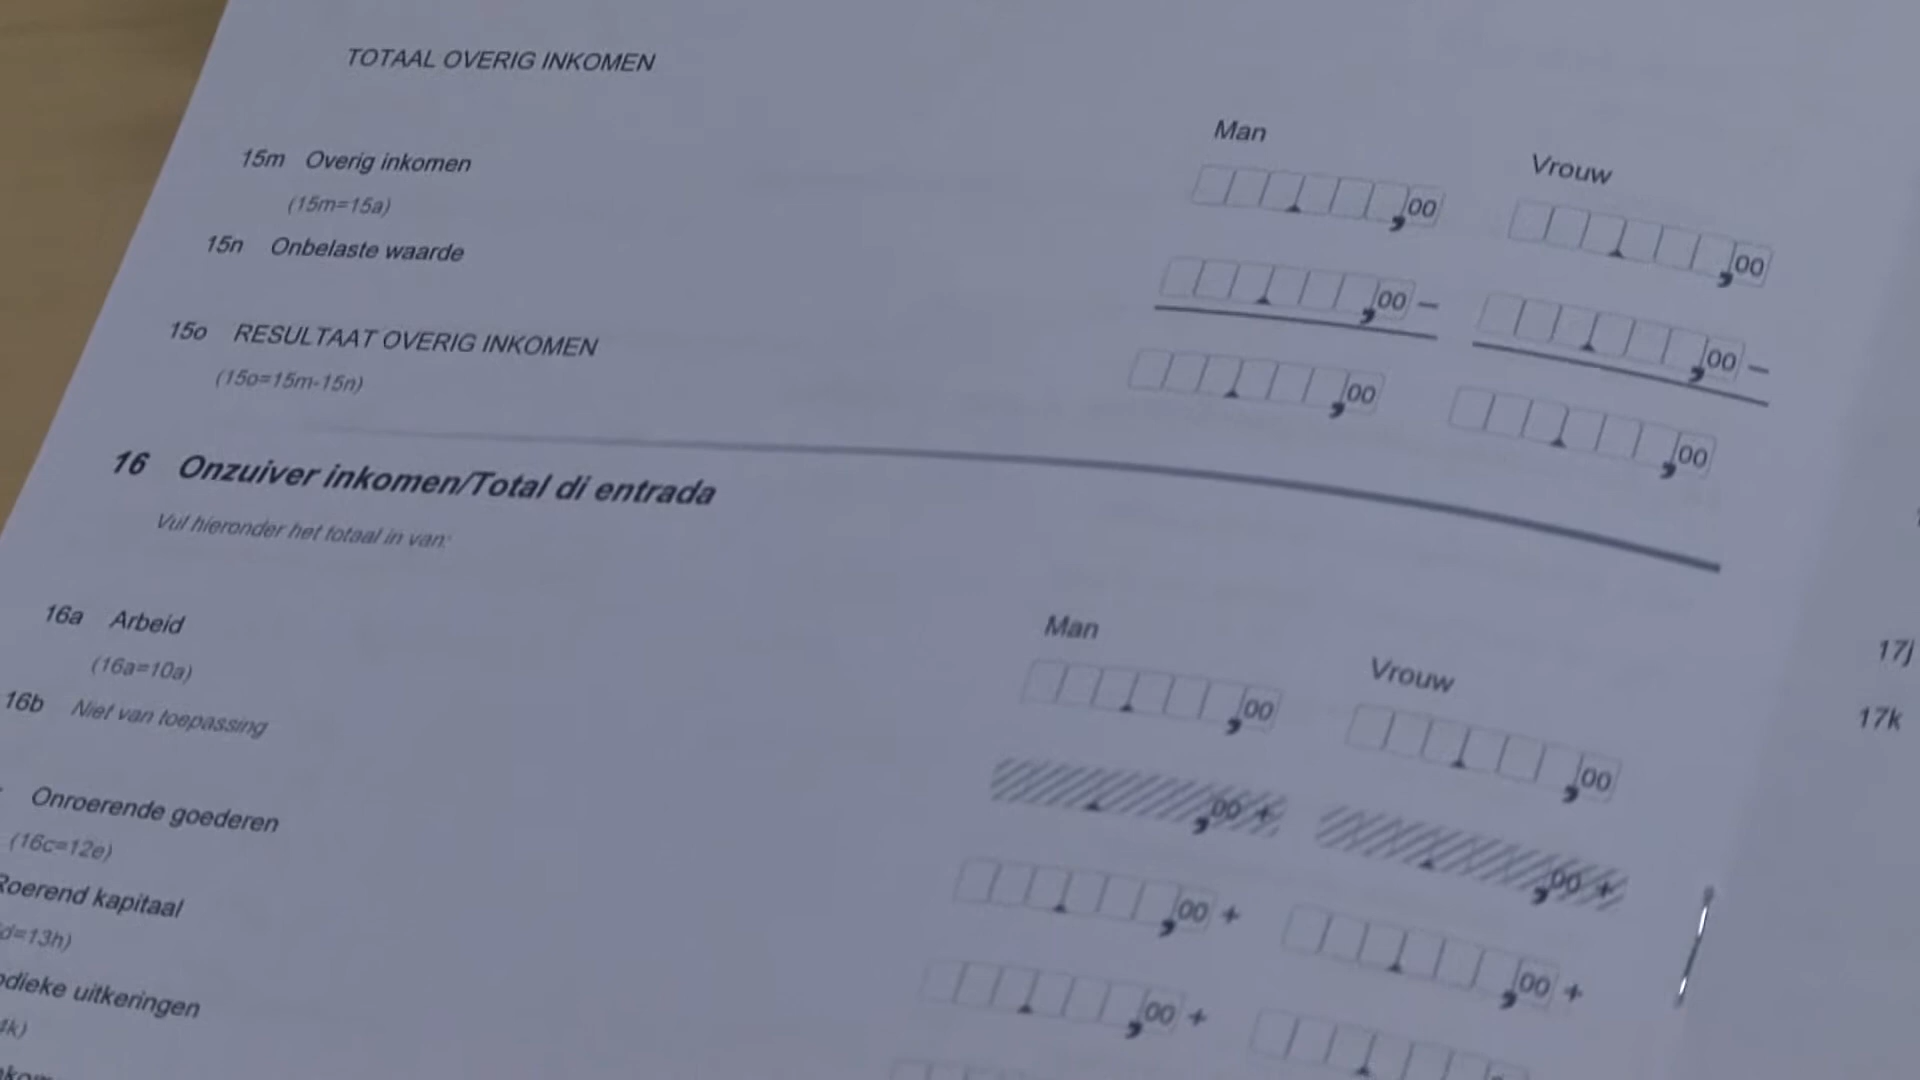 TOTAAL OVERIG INKOMEN
Man
Vrouw
15m Overig inkomen
00
00
(15m=15a)
15n Onbelaste waarde
00 –
00 –
15o RESULTAAT OVERIG INKOMEN
00
00
(15o=15m-15n)
16 Onzuiver inkomen/Total di entrada
Vul hieronder het totaal in van:
Man
Vrouw
16a Arbeid
00
00
(16a=10a)
16b Niet van toepassing
00 +
00 +
Onroerende goederen
00 +
00 +
(16c=12e)
Roerend kapitaal
00 +
d=13h)
odieke uitkeringen
4k)
17j
17k